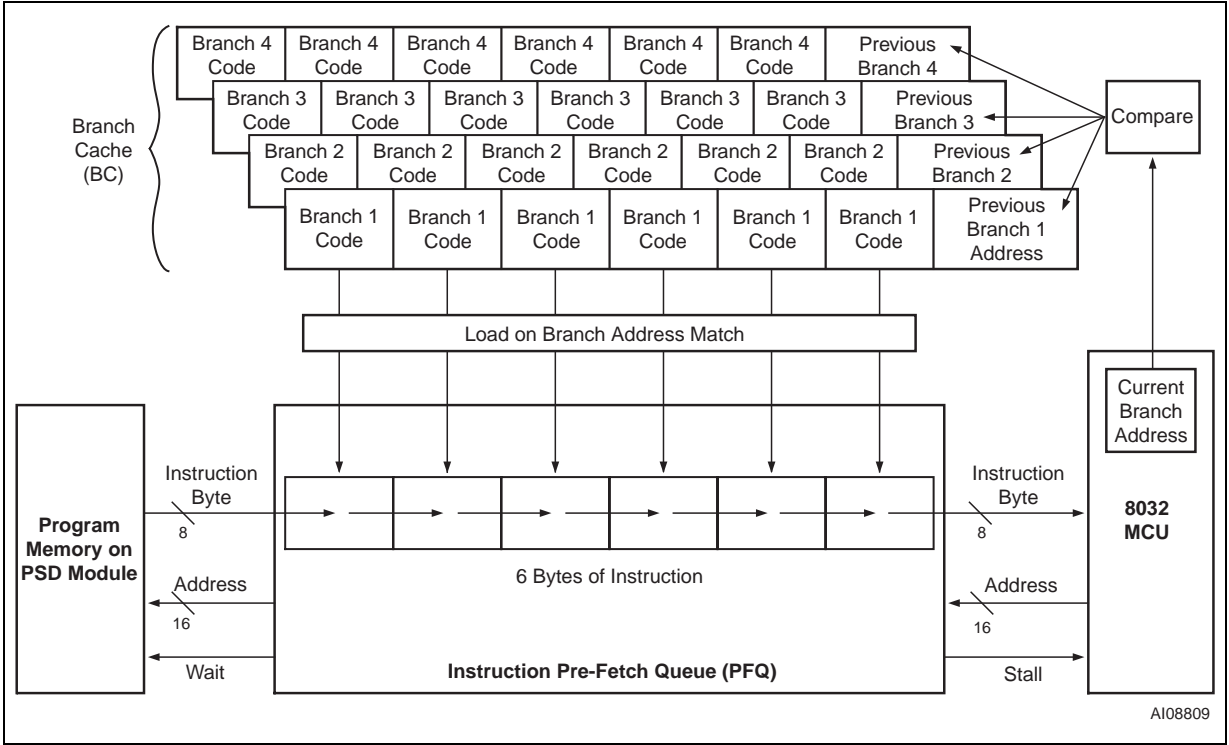 Branch 4 Branch 4 Branch 4 Branch 4 Branch 4 Branch 4 Previous
Code Code Code Code Code Code Branch 4
Branch 3 Branch 3 Branch 3 Branch 3 Branch 3 Branch 3 Previous
Code Code Code Code Code Code Branch 3
Compare
Branch
Cache
(BC)
Branch 2 Branch 2 Branch 2 Branch 2 Branch 2 Branch 2 Previous
Code Code Code Code Code Code Branch 2
Branch 1 Branch 1 Branch 1 Branch 1 Branch 1 Branch 1
Code Code Code Code Code Code
Previous
Branch 1
Address
Load on Branch Address Match
Current
Branch
Address
Instruction
Byte
8
Instruction
Byte
8
Program
Memory on
PSD Module
8032
MCU
6 Bytes of Instruction
Address
16
Address
16
Wait
Instruction Pre-Fetch Queue (PFQ)
Stall
AI08809